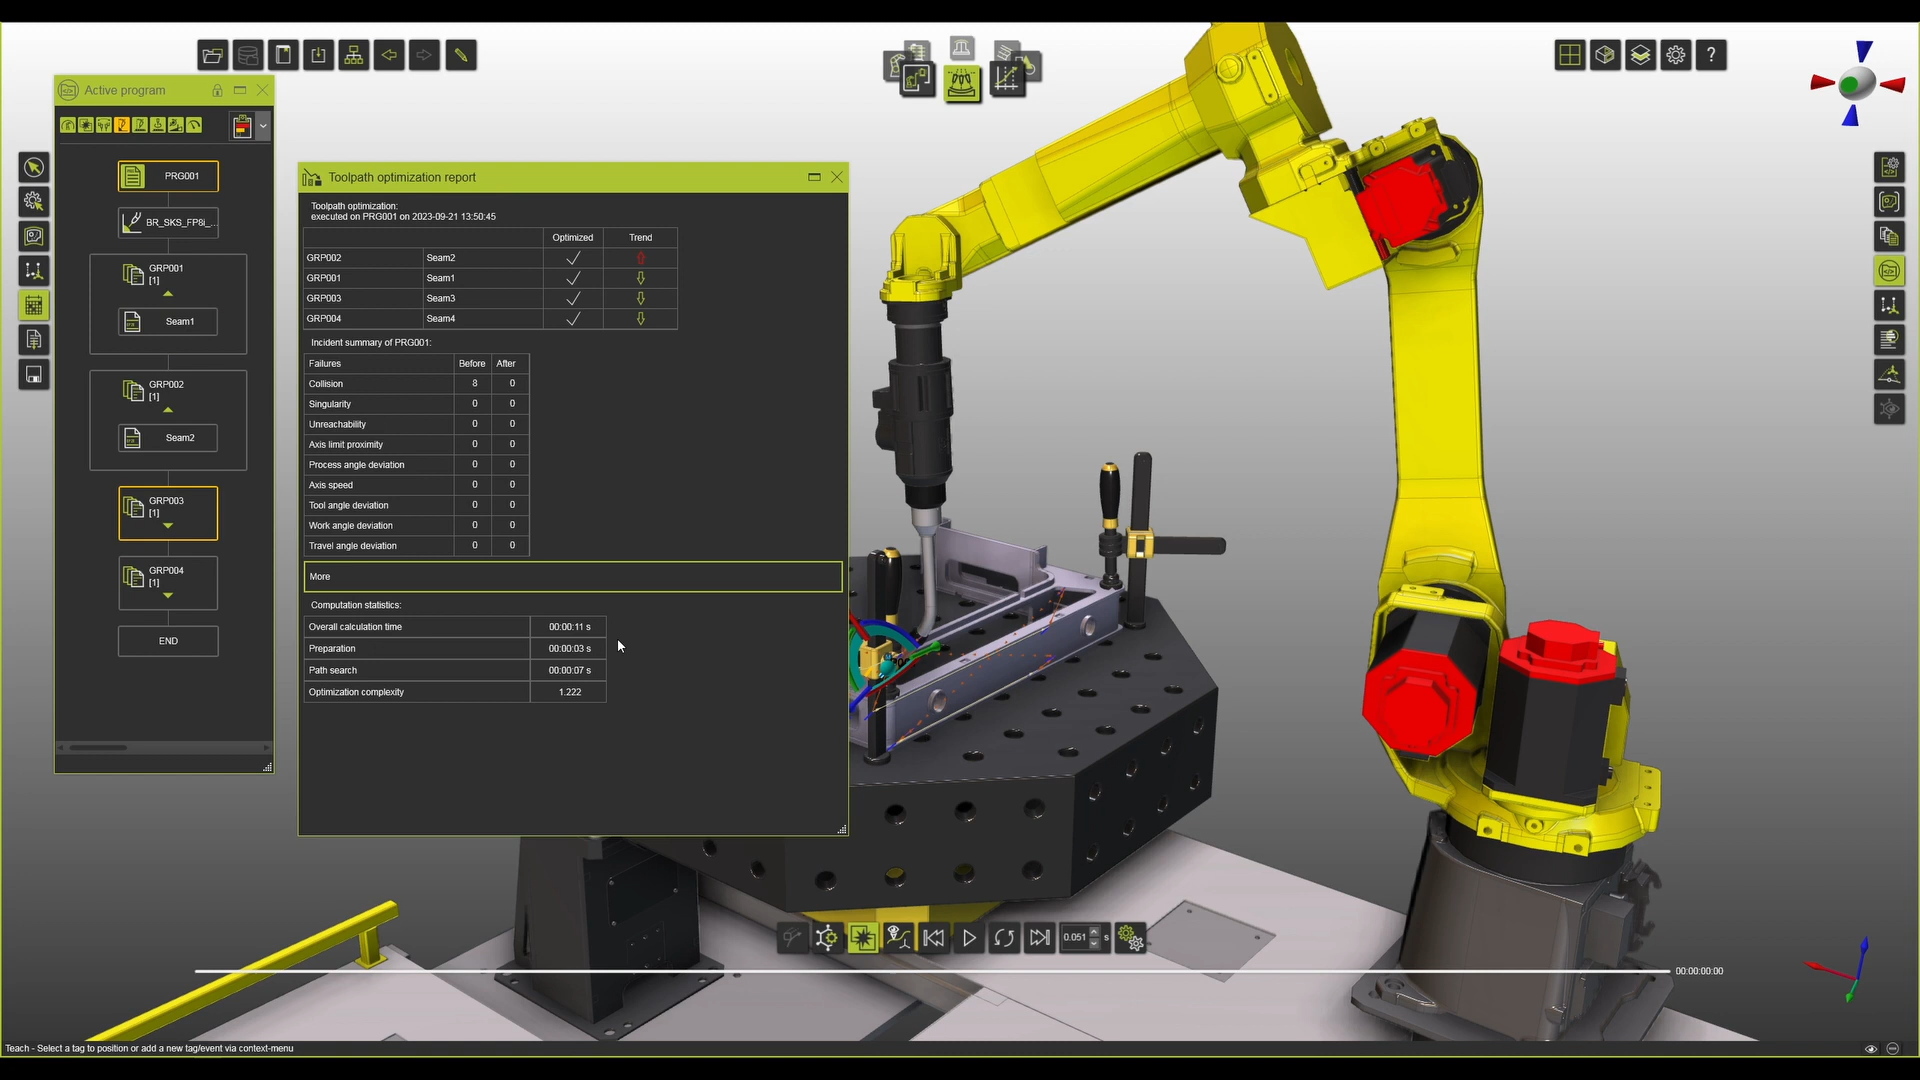 Active program
PRG001
BR_SKS_FP8i_...
GRP001
[1]
Seam1
GRP002
[1]
Seam2
GRP003
[1]
GRP004
[1]
END
Toolpath optimization report
Toolpath optimization:
executed on PRG001 on 2023-09-21 13:50:45
Optimized Trend
GRP002 Seam2
GRP001 Seam1
GRP003 Seam3
GRP004 Seam4
Incident summary of PRG001:
Failures Before After
Collision 8 0
Singularity 0 0
Unreachability 0 0
Axis limit proximity 0 0
Process angle deviation 0 0
Axis speed 0 0
Tool angle deviation 0 0
Work angle deviation 0 0
Travel angle deviation 0 0
More
Computation statistics:
Overall calculation time 00:00:11 s
Preparation 00:00:03 s
Path search 00:00:07 s
Optimization complexity 1.222
?
0.051 s
00:00:00:00
Teach - Select a tag to position or add a new tag/event via context-menu